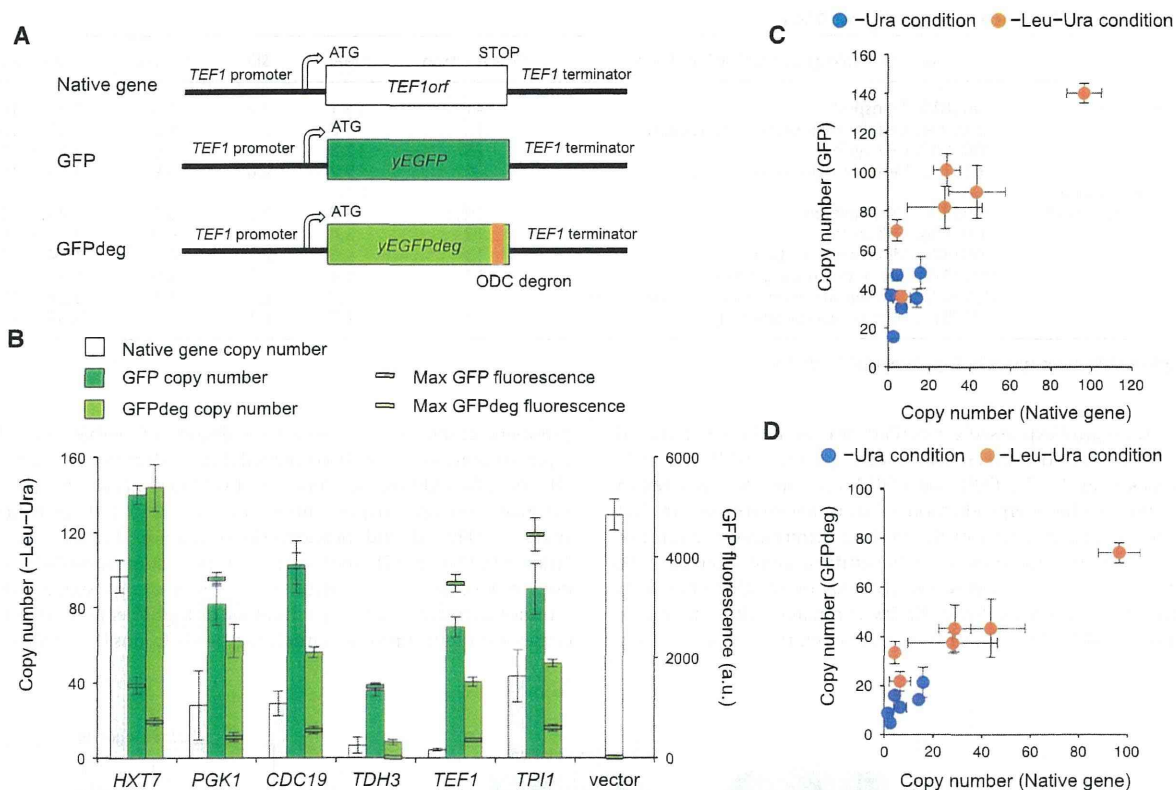 A
Native gene
TEF1 promoter
ATG
STOP
TEF1orf
TEF1 terminator
GFP
TEF1 promoter
ATG
yEGFP
TEF1 terminator
GFPdeg
TEF1 promoter
ATG
yEGFPdeg
TEF1 terminator
ODC degron
B
Native gene copy number
GFP copy number
GFPdeg copy number
Max GFP fluorescence
Max GFPdeg fluorescence
Copy number (−Leu−Ura)
160
120
80
40
0
6000
4000
2000
0
GFP fluorescence (a.u.)
HXT7 PGK1 CDC19 TDH3 TEF1 TPI1 vector
C
−Ura condition −Leu−Ura condition
Copy number (GFP)
160
140
120
100
80
60
40
20
0
0 20 40 60 80 100 120
Copy number (Native gene)
D
−Ura condition −Leu−Ura condition
Copy number (GFPdeg)
100
80
60
40
20
0
0 20 40 60 80 100
Copy number (Native gene)